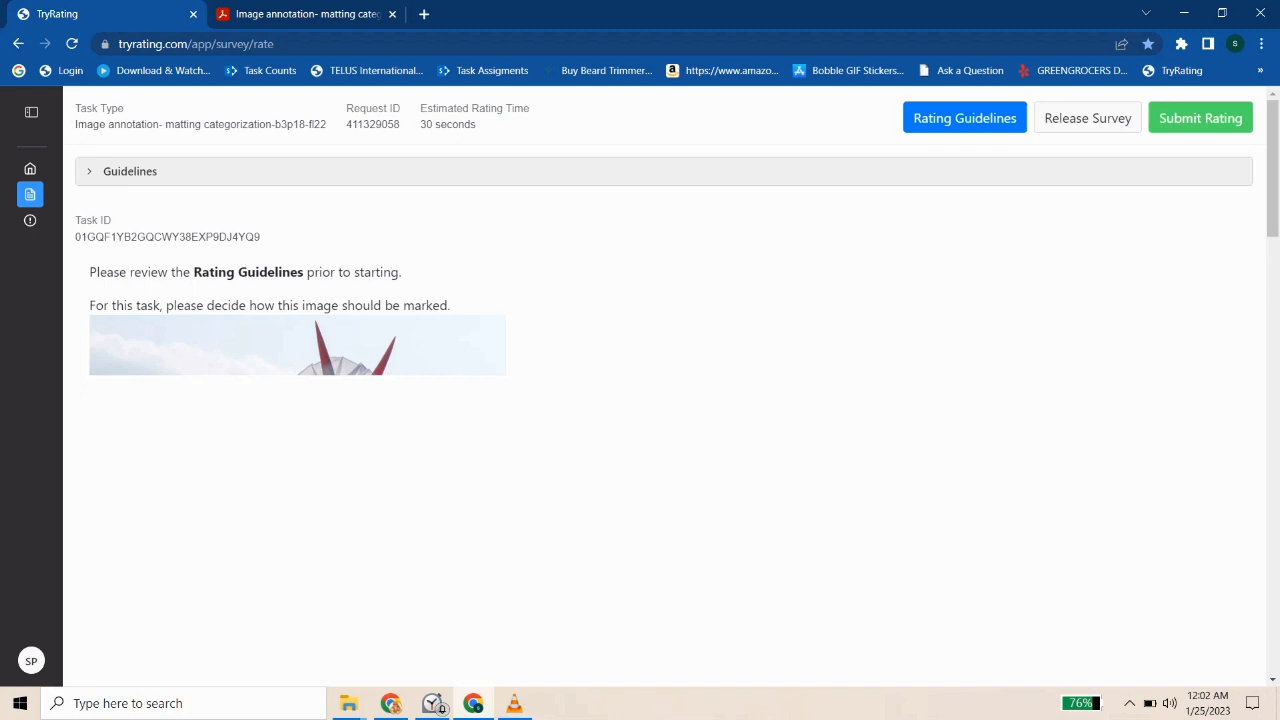 TryRating
Image annotation- matting categ
tryrating.com/app/survey/rate
S
Login
Download & Watch...
Task Counts
TELUS International...
Task Assigments
Buy Beard Trimmer...
https://www.amazo...
Bobble GIF Stickers...
Ask a Question
GREENGROCERS D...
TryRating
»
Task Type
Request ID
Estimated Rating Time
Image annotation- matting categorization-b3p18-fl22
411329058
30 seconds
Rating Guidelines
Release Survey
Submit Rating
Guidelines
Task ID
01GQF1YB2GQCWY38EXP9DJ4YQ9
Please review the Rating Guidelines prior to starting.
For this task, please decide how this image should be marked.
SP
Type here to search
76%
12:02 AM
1/25/2023